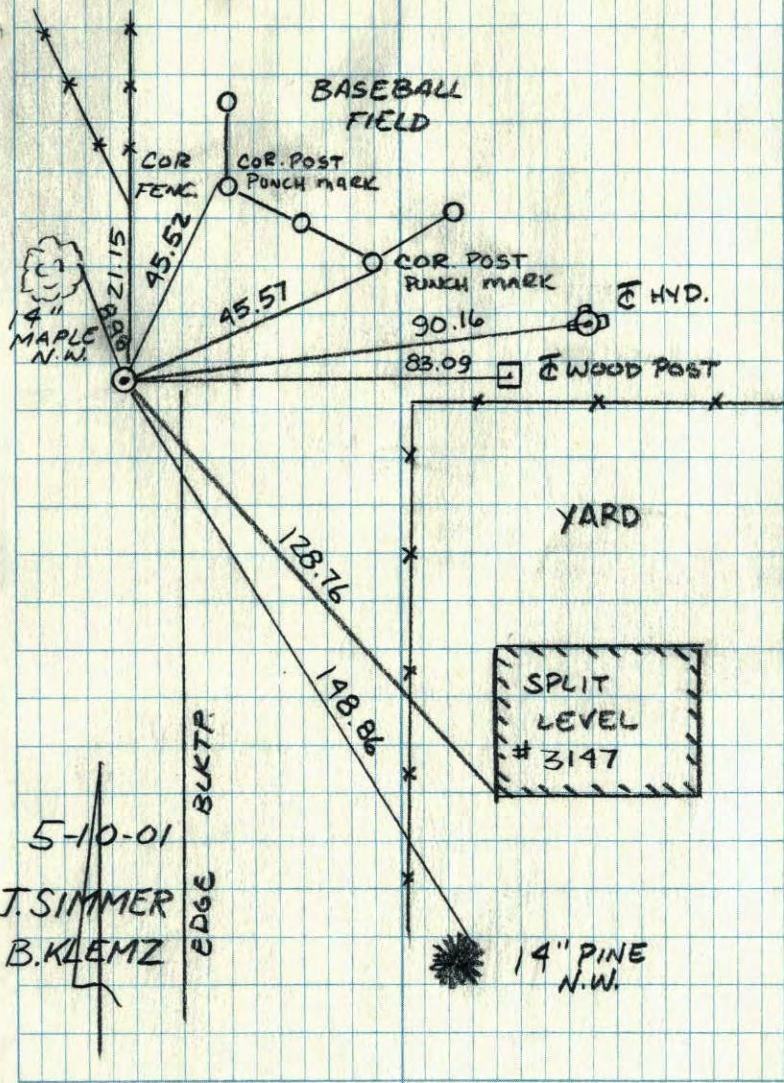 BASEBALL
FIELD
COR
FENC.
COR. POST
PUNCH MARK
21.15
45.52
COR. POST
PUNCH MARK
14"
MAPLE
N.W.
45.57
90.16
℄ HYD.
83.09
℄ WOOD POST
YARD
128.76
148.86
SPLIT
LEVEL
# 3147
EDGE BLKTP.
5-10-01
J. SIMMER
B. KLEMZ
14" PINE
N.W.